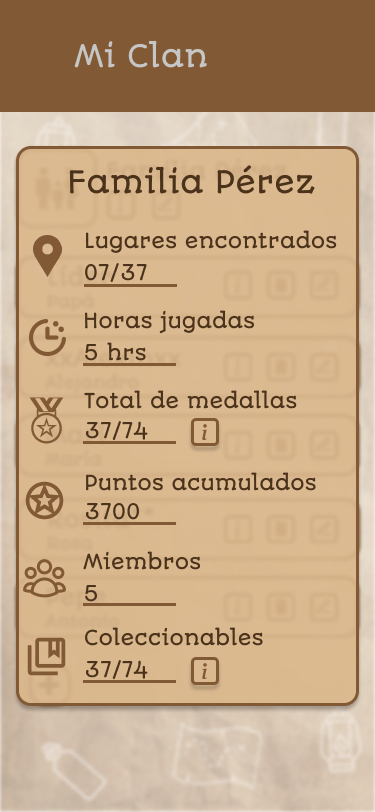 Mi Clan
Familia Pérez
Lugares encontrados
07/37
Horas jugadas
5 hrs
Total de medallas
37/74 i
Puntos acumulados
3700
Miembros
5
Coleccionables
37/74 i